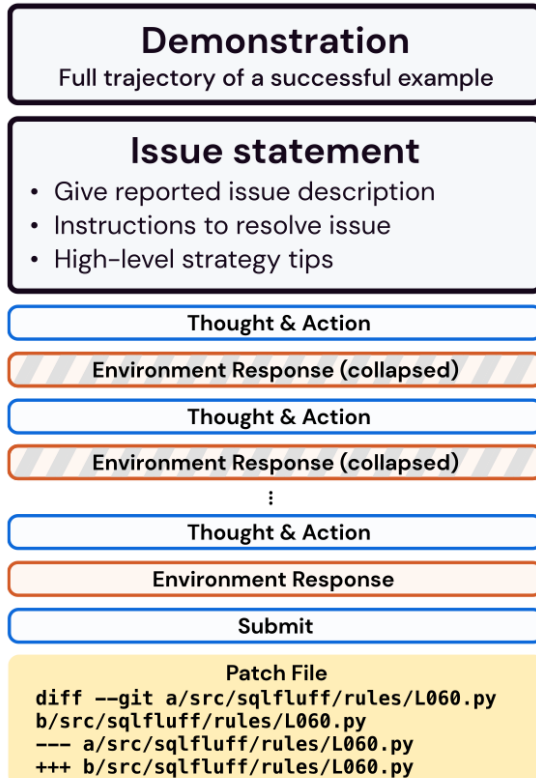 Demonstration
Full trajectory of a successful example
Issue statement
• Give reported issue description
• Instructions to resolve issue
• High-level strategy tips
Thought & Action
Environment Response (collapsed)
Thought & Action
Environment Response (collapsed)
⋮
Thought & Action
Environment Response
Submit
Patch File
diff --git a/src/sqlfluff/rules/L060.py
b/src/sqlfluff/rules/L060.py
--- a/src/sqlfluff/rules/L060.py
+++ b/src/sqlfluff/rules/L060.py